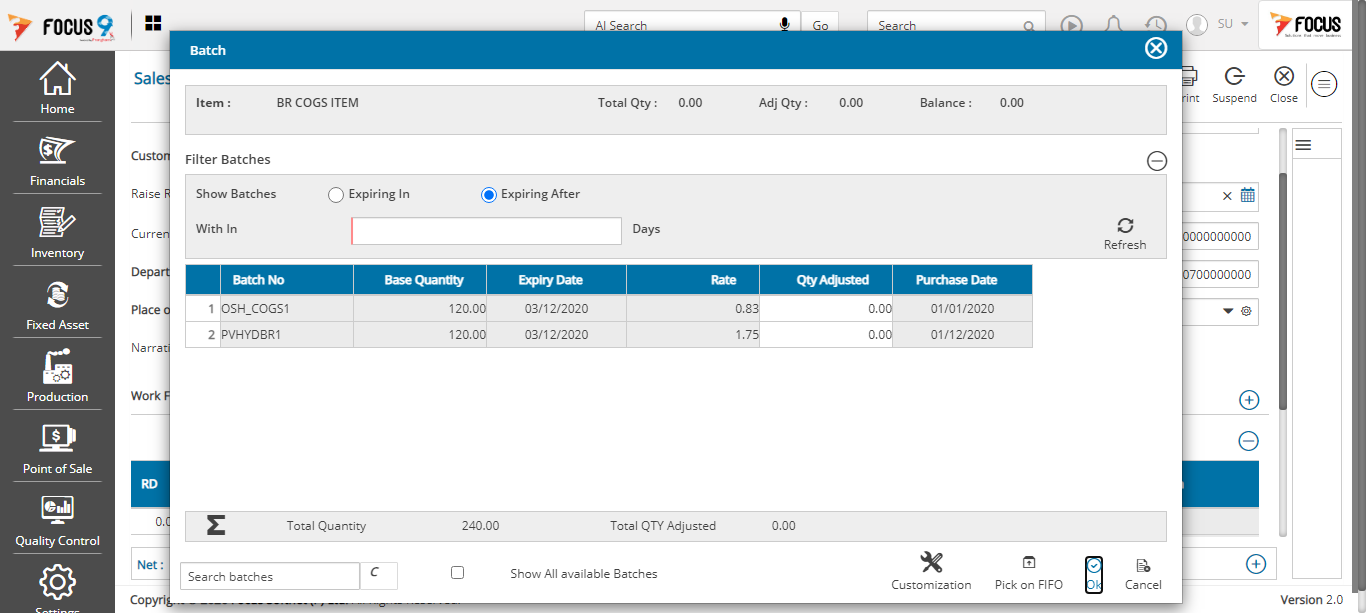 FOCUS 9
AI Search
Go
Search
SU
FOCUS
Batch
Sales
Item :
BR COGS ITEM
Total Qty : 0.00
Adj Qty : 0.00
Balance : 0.00
rint
Suspend
Close
Home
Financials
Inventory
Fixed Asset
Production
Point of Sale
Quality Control
Settings
Custom
Raise R
Curren
Depart
Place o
Narrati
Work F
RD
0.0
Net :
Filter Batches
Show Batches
Expiring In
Expiring After
With In
Days
Refresh
0000000000
0700000000
Batch No Base Quantity Expiry Date Rate Qty Adjusted Purchase Date
1 OSH_COGS1 120.00 03/12/2020 0.83 0.00 01/01/2020
2 PVHYDBR1 120.00 03/12/2020 1.75 0.00 01/12/2020
Σ Total Quantity 240.00 Total QTY Adjusted 0.00
Search batches
C
Show All available Batches
Customization
Pick on FIFO
Ok
Cancel
Version 2.0